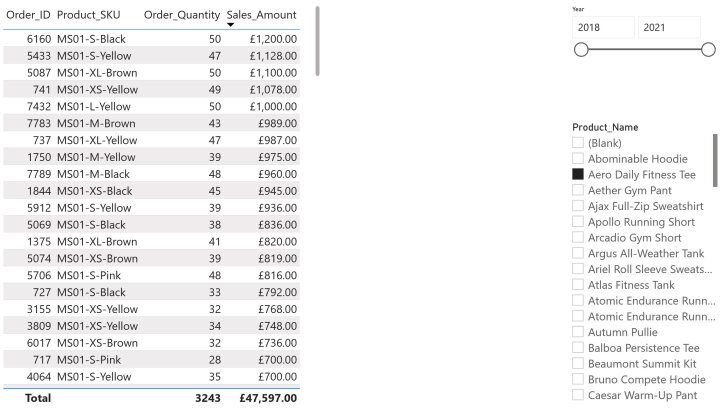 Order_ID Product_SKU Order_Quantity Sales_Amount
6160 MS01-S-Black 50 £1,200.00
5433 MS01-S-Yellow 47 £1,128.00
5087 MS01-XL-Brown 50 £1,100.00
741 MS01-XS-Yellow 49 £1,078.00
7432 MS01-L-Yellow 50 £1,000.00
7783 MS01-M-Brown 43 £989.00
737 MS01-XL-Yellow 47 £987.00
1750 MS01-M-Yellow 39 £975.00
7789 MS01-M-Black 48 £960.00
1844 MS01-XS-Black 45 £945.00
5912 MS01-S-Yellow 39 £936.00
5069 MS01-S-Black 38 £836.00
1375 MS01-XL-Brown 41 £820.00
5074 MS01-XS-Brown 39 £819.00
5706 MS01-S-Pink 48 £816.00
727 MS01-S-Black 33 £792.00
3155 MS01-XS-Yellow 32 £768.00
3809 MS01-XS-Yellow 34 £748.00
6017 MS01-XS-Brown 32 £736.00
717 MS01-S-Pink 28 £700.00
4064 MS01-S-Yellow 35 £700.00
Total 3243 £47,597.00
Year
2018 2021
Product_Name
(Blank)
Abominable Hoodie
Aero Daily Fitness Tee
Aether Gym Pant
Ajax Full-Zip Sweatshirt
Apollo Running Short
Arcadio Gym Short
Argus All-Weather Tank
Ariel Roll Sleeve Sweats...
Atlas Fitness Tank
Atomic Endurance Runn...
Atomic Endurance Runn...
Autumn Pullie
Balboa Persistence Tee
Beaumont Summit Kit
Bruno Compete Hoodie
Caesar Warm-Up Pant